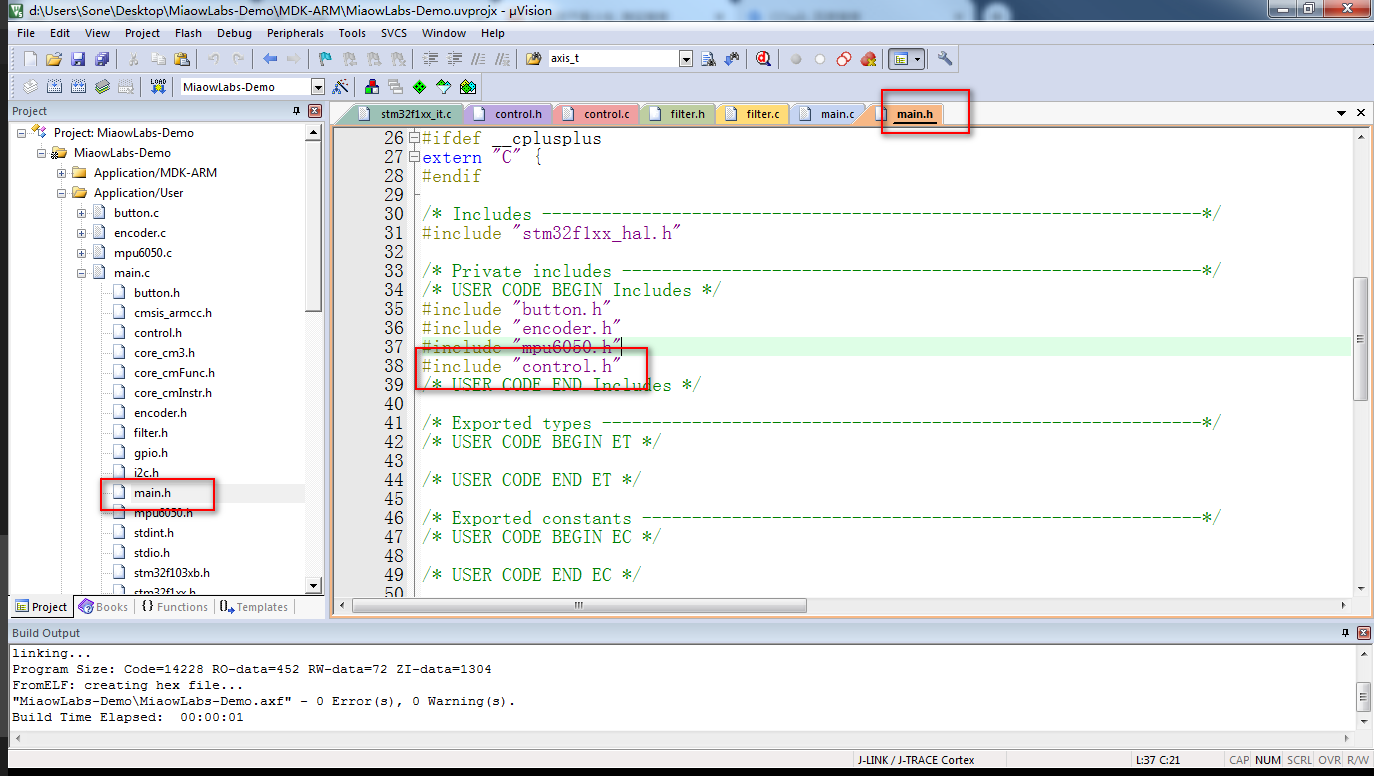 d:\Users\Sone\Desktop\MiaowLabs-Demo\MDK-ARM\MiaowLabs-Demo.uvprojx - µVision
File Edit View Project Flash Debug Peripherals Tools SVCS Window Help
axis_t
LOAD MiaowLabs-Demo
Project
stm32f1xx_it.c control.h control.c filter.h filter.c main.c main.h
Project: MiaowLabs-Demo
MiaowLabs-Demo
Application/MDK-ARM
Application/User
button.c
encoder.c
mpu6050.c
main.c
button.h
cmsis_armcc.h
control.h
core_cm3.h
core_cmFunc.h
core_cmInstr.h
encoder.h
filter.h
gpio.h
i2c.h
main.h
mpu6050.h
stdint.h
stdio.h
stm32f103xb.h
stm32f1xx.h
Project Books {} Functions Templates
26 #ifdef __cplusplus
27 extern "C" {
28 #endif
29
30 /* Includes ------------------------------------------------------------------*/
31 #include "stm32f1xx_hal.h"
32
33 /* Private includes ----------------------------------------------------------*/
34 /* USER CODE BEGIN Includes */
35 #include "button.h"
36 #include "encoder.h"
37 #include "mpu6050.h"
38 #include "control.h"
39 /* USER CODE END Includes */
40
41 /* Exported types ------------------------------------------------------------*/
42 /* USER CODE BEGIN ET */
43
44 /* USER CODE END ET */
45
46 /* Exported constants --------------------------------------------------------*/
47 /* USER CODE BEGIN EC */
48
49 /* USER CODE END EC */
50
Build Output
linking...
Program Size: Code=14228 RO-data=452 RW-data=72 ZI-data=1304
FromELF: creating hex file...
"MiaowLabs-Demo\MiaowLabs-Demo.axf" - 0 Error(s), 0 Warning(s).
Build Time Elapsed:  00:00:01
J-LINK / J-TRACE Cortex L:37 C:21 CAP NUM SCRL OVR R/W